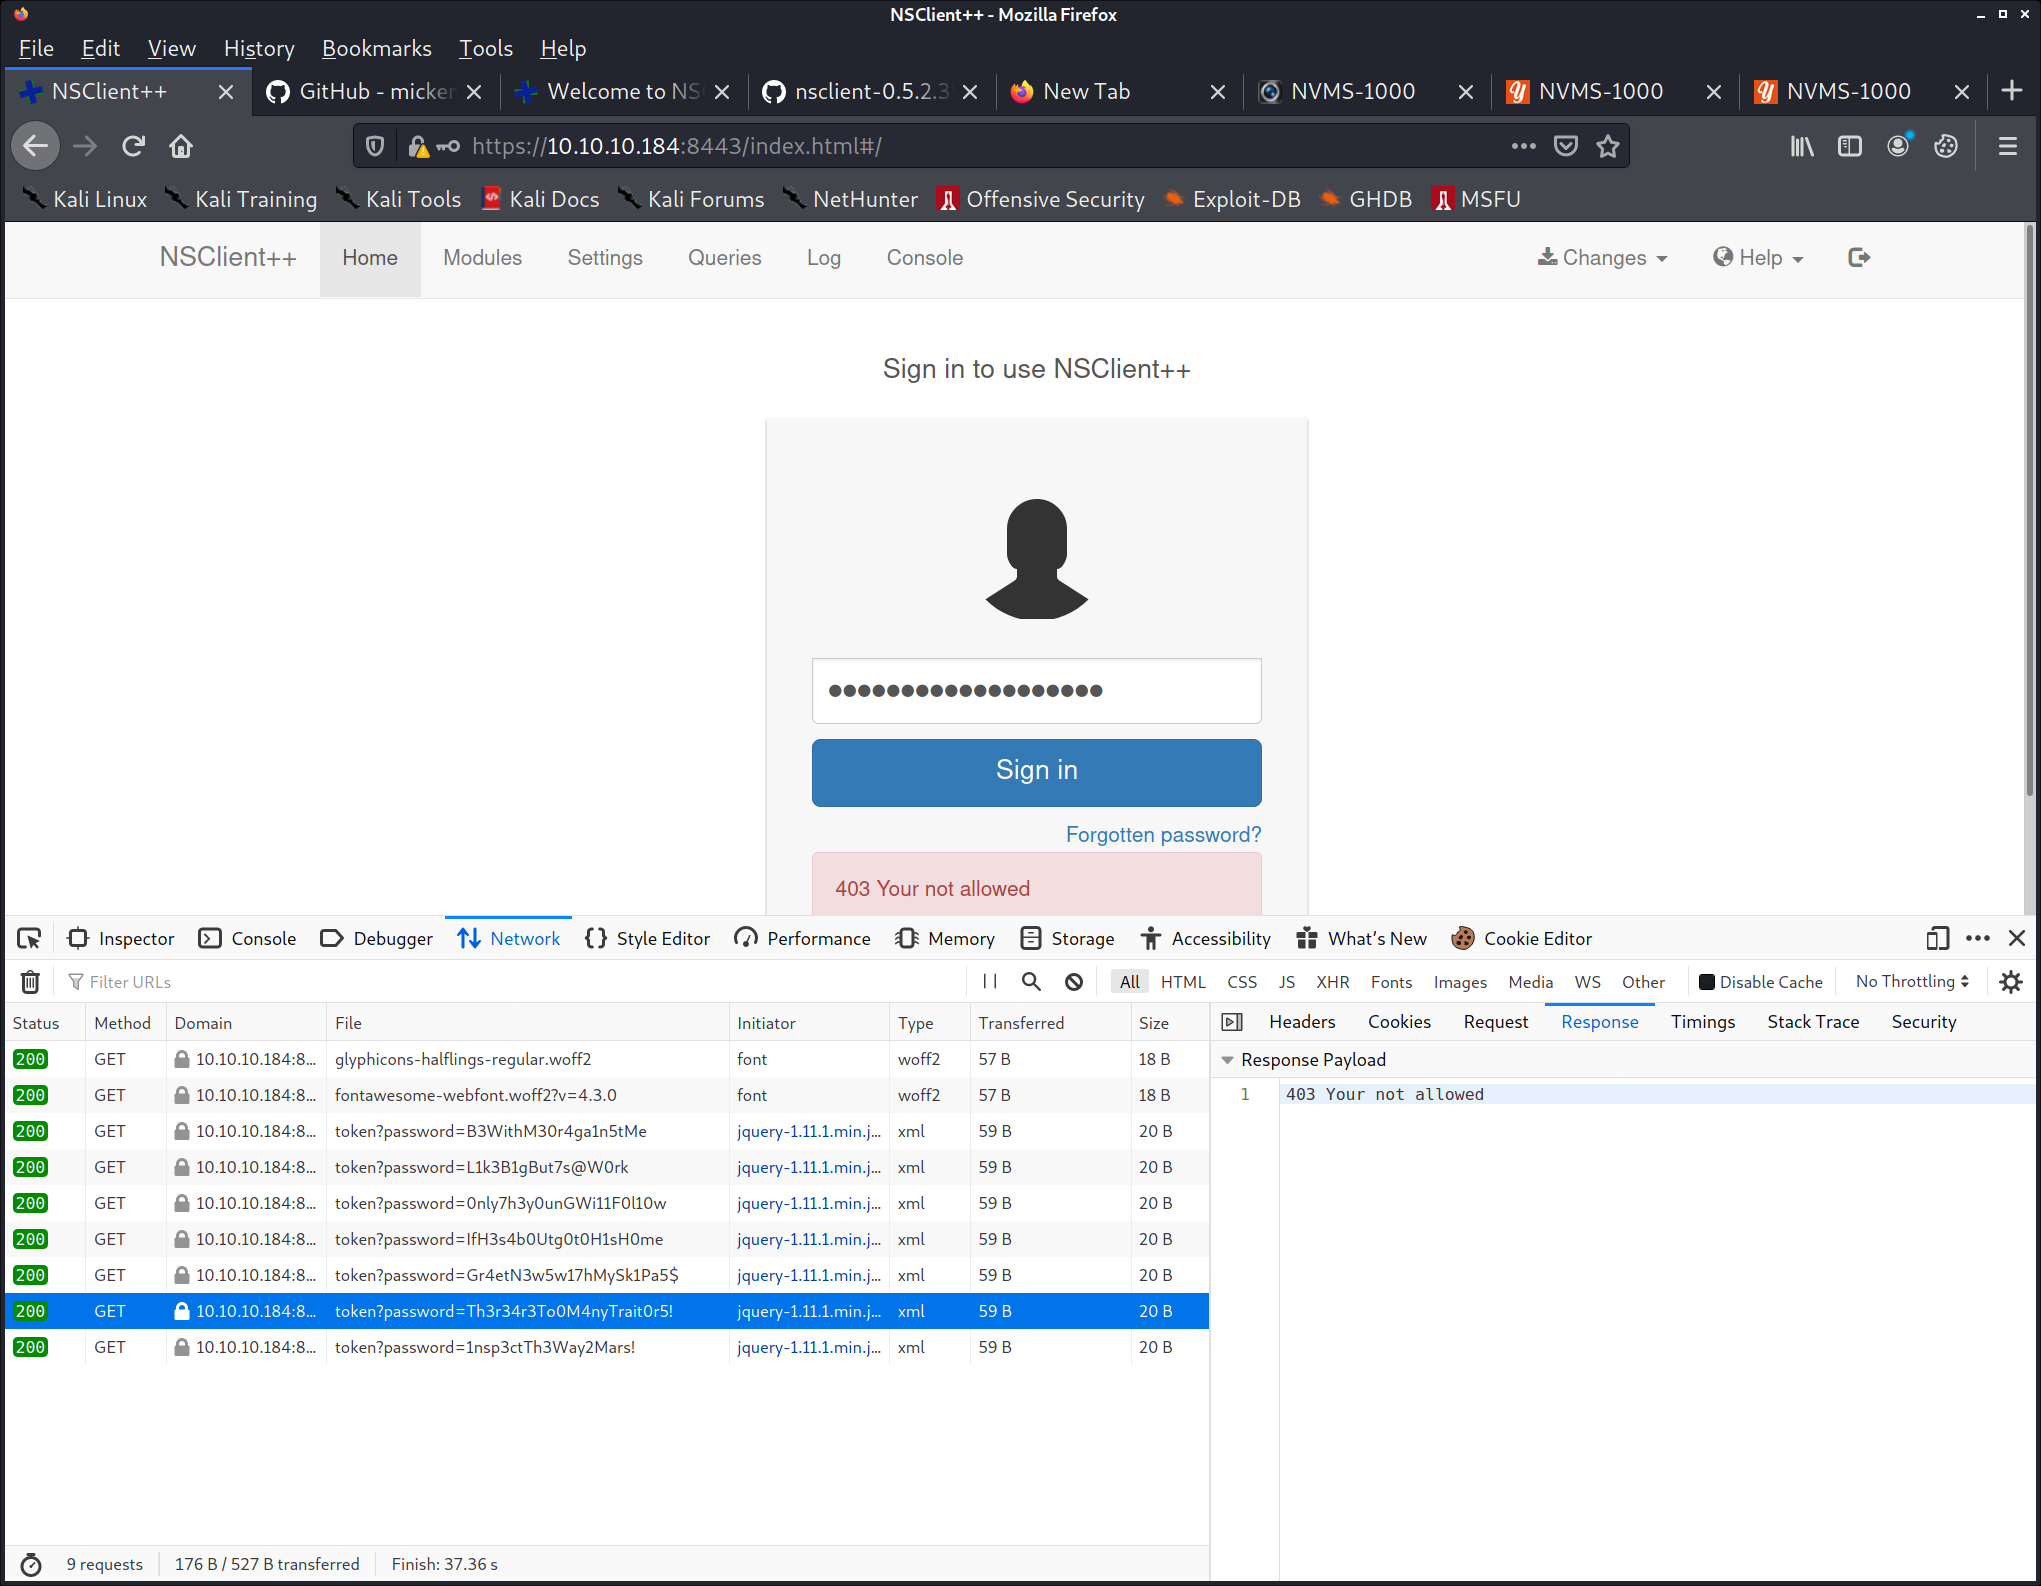 NSClient++ - Mozilla Firefox
File Edit View History Bookmarks Tools Help
NSClient++ GitHub - micker Welcome to NSC nsclient-0.5.2.3 New Tab NVMS-1000 NVMS-1000 NVMS-1000
https://10.10.10.184:8443/index.html#/
Kali Linux Kali Training Kali Tools Kali Docs Kali Forums NetHunter Offensive Security Exploit-DB GHDB MSFU
NSClient++ Home Modules Settings Queries Log Console Changes Help
Sign in to use NSClient++
Sign in
Forgotten password?
403 Your not allowed
Inspector Console Debugger Network Style Editor Performance Memory Storage Accessibility What's New Cookie Editor
Filter URLs All HTML CSS JS XHR Fonts Images Media WS Other Disable Cache No Throttling
Status Method Domain File Initiator Type Transferred Size
Headers Cookies Request Response Timings Stack Trace Security
Response Payload
1 403 Your not allowed
200 GET 10.10.10.184:8... glyphicons-halflings-regular.woff2 font woff2 57 B 18 B
200 GET 10.10.10.184:8... fontawesome-webfont.woff2?v=4.3.0 font woff2 57 B 18 B
200 GET 10.10.10.184:8... token?password=B3WithM30r4ga1n5tMe jquery-1.11.1.min.j... xml 59 B 20 B
200 GET 10.10.10.184:8... token?password=L1k3B1gBut7s@W0rk jquery-1.11.1.min.j... xml 59 B 20 B
200 GET 10.10.10.184:8... token?password=0nly7h3y0unGWi11F0l10w jquery-1.11.1.min.j... xml 59 B 20 B
200 GET 10.10.10.184:8... token?password=IfH3s4b0Utg0t0H1sH0me jquery-1.11.1.min.j... xml 59 B 20 B
200 GET 10.10.10.184:8... token?password=Gr4etN3w5w17hMySk1Pa5$ jquery-1.11.1.min.j... xml 59 B 20 B
200 GET 10.10.10.184:8... token?password=Th3r34r3To0M4nyTrait0r5! jquery-1.11.1.min.j... xml 59 B 20 B
200 GET 10.10.10.184:8... token?password=1nsp3ctTh3Way2Mars! jquery-1.11.1.min.j... xml 59 B 20 B
9 requests 176 B / 527 B transferred Finish: 37.36 s